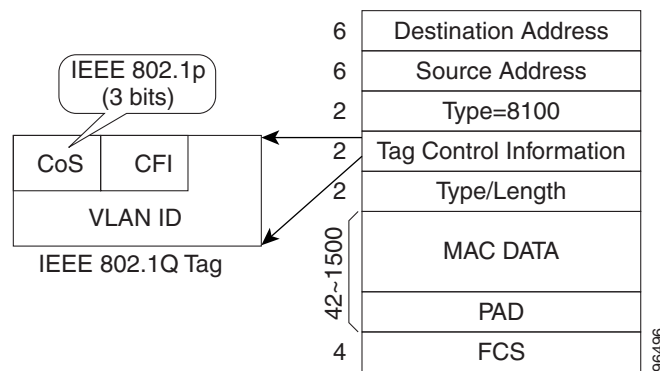 6 Destination Address
IEEE 802.1p
(3 bits)
6 Source Address
2 Type=8100
CoS CFI
2 Tag Control Information
2 Type/Length
VLAN ID
IEEE 802.1Q Tag
42~1500
MAC DATA
PAD
4 FCS
96496